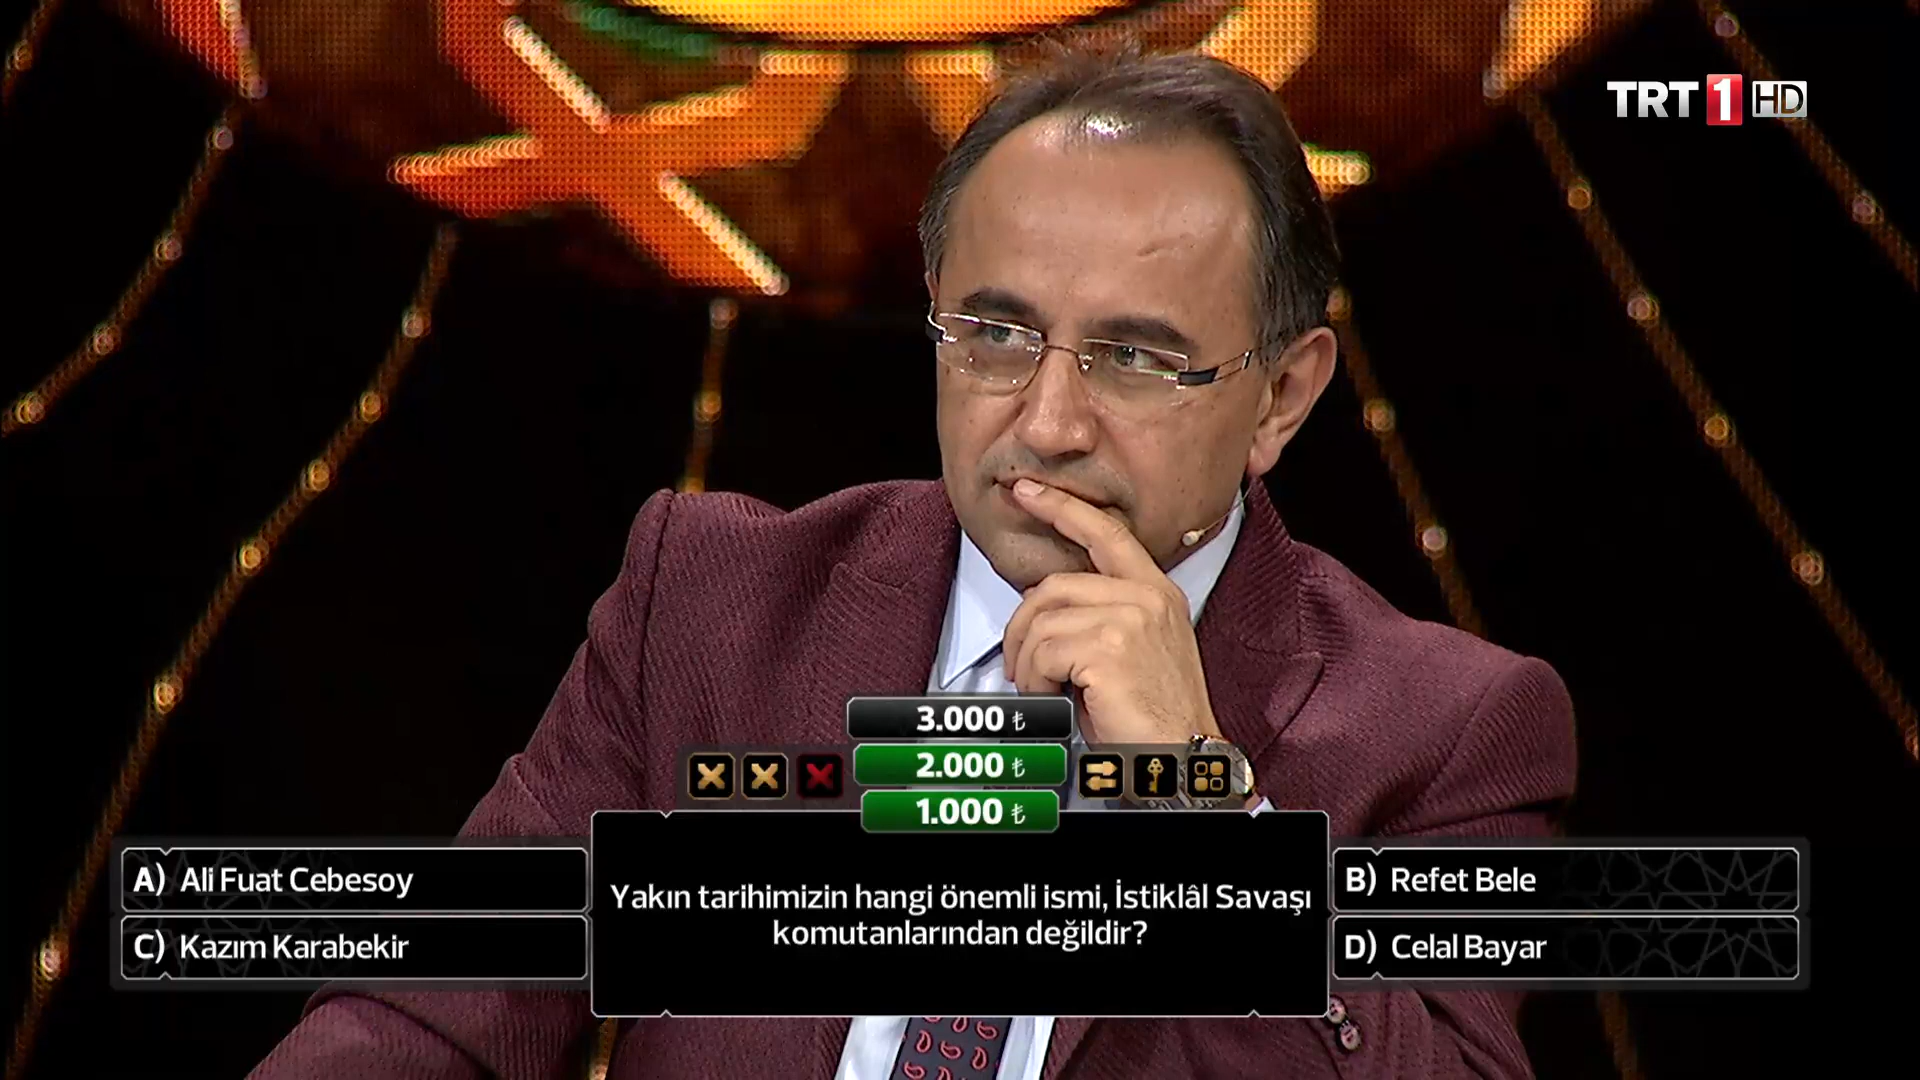 TRT 1 HD
3.000 ₺
2.000 ₺
1.000 ₺
Yakın tarihimizin hangi önemli ismi, İstiklâl Savaşı
komutanlarından değildir?
A) Ali Fuat Cebesoy
B) Refet Bele
C) Kazım Karabekir
D) Celal Bayar